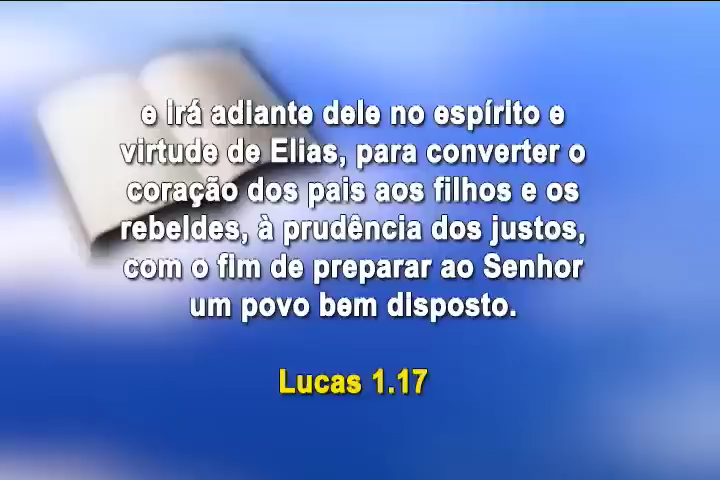 e irá adiante dele no espírito e
virtude de Elias, para converter o
coração dos pais aos filhos e os
rebeldes, à prudência dos justos,
com o fim de preparar ao Senhor
um povo bem disposto.
Lucas 1.17